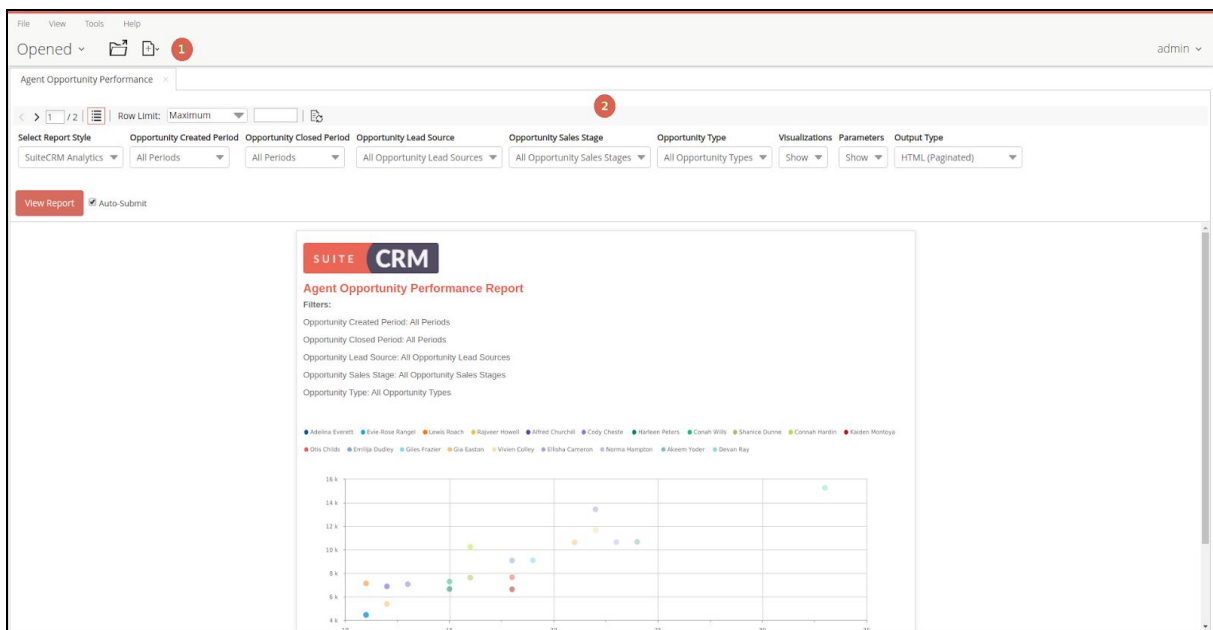 File View Tools Help
Opened 1 admin
Agent Opportunity Performance ×
2
1 / 2 Row Limit: Maximum
Select Report Style Opportunity Created Period Opportunity Closed Period Opportunity Lead Source Opportunity Sales Stage Opportunity Type Visualizations Parameters Output Type
SuiteCRM Analytics All Periods All Periods All Opportunity Lead Sources All Opportunity Sales Stages All Opportunity Types Show Show HTML (Paginated)
View Report Auto-Submit
SUITE CRM
Agent Opportunity Performance Report
Filters:
Opportunity Created Period: All Periods
Opportunity Closed Period: All Periods
Opportunity Lead Source: All Opportunity Lead Sources
Opportunity Sales Stage: All Opportunity Sales Stages
Opportunity Type: All Opportunity Types
Adelina Everett Evie-Rose Rangel Lewis Roach Rajveer Howell Alfred Churchill Cody Cheste Harleen Peters Conah Wills Shanice Dunne Connah Hardin Kaiden Montoya
Otis Childs Emilija Dudley Giles Frazier Gia Eastan Vivien Colley Ellisha Cameron Norma Hampton Akeem Yoder Devan Ray
16 k
14 k
12 k
10 k
8 k
6 k
4 k